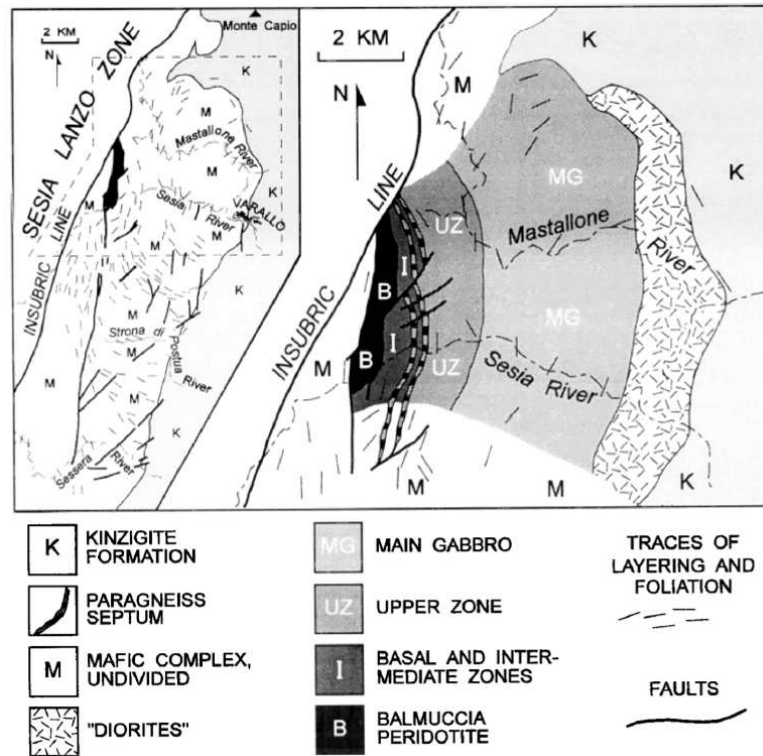 2 KM
N
Monte Capio
K
SESIA LANZO ZONE
M
Mastallone River
M
K
Sesia River
VARALLO
M
M
M
K
INSUBRIC LINE
M
Strona di Postua River
M
M
M
K
Sessera River
2 KM
N
M
K
K
INSUBRIC LINE
MG
K
UZ
Mastallone River
I
B
MG
I
B
UZ
Sesia River
M
K
M
M
K
KINZIGITE
FORMATION
PARAGNEISS
SEPTUM
M
MAFIC COMPLEX,
UNDIVIDED
"DIORITES"
MG
MAIN GABBRO
UZ
UPPER ZONE
I
BASAL AND INTER-
MEDIATE ZONES
B
BALMUCCIA
PERIDOTITE
TRACES OF
LAYERING AND
FOLIATION
FAULTS